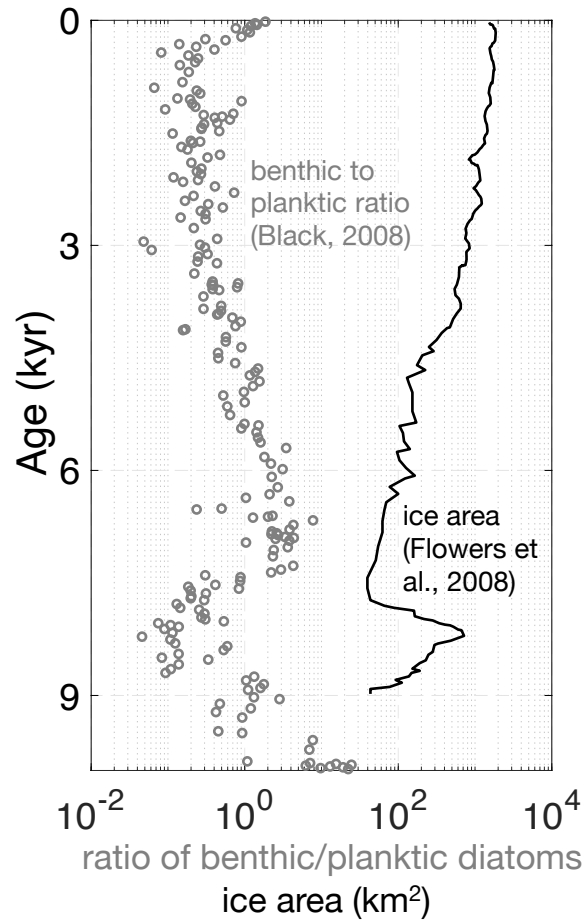 0
3
6
9
Age (kyr)
benthic to
planktic ratio
(Black, 2008)
ice area
(Flowers et
al., 2008)
10⁻² 10⁰ 10² 10⁴
ratio of benthic/planktic diatoms
ice area (km²)